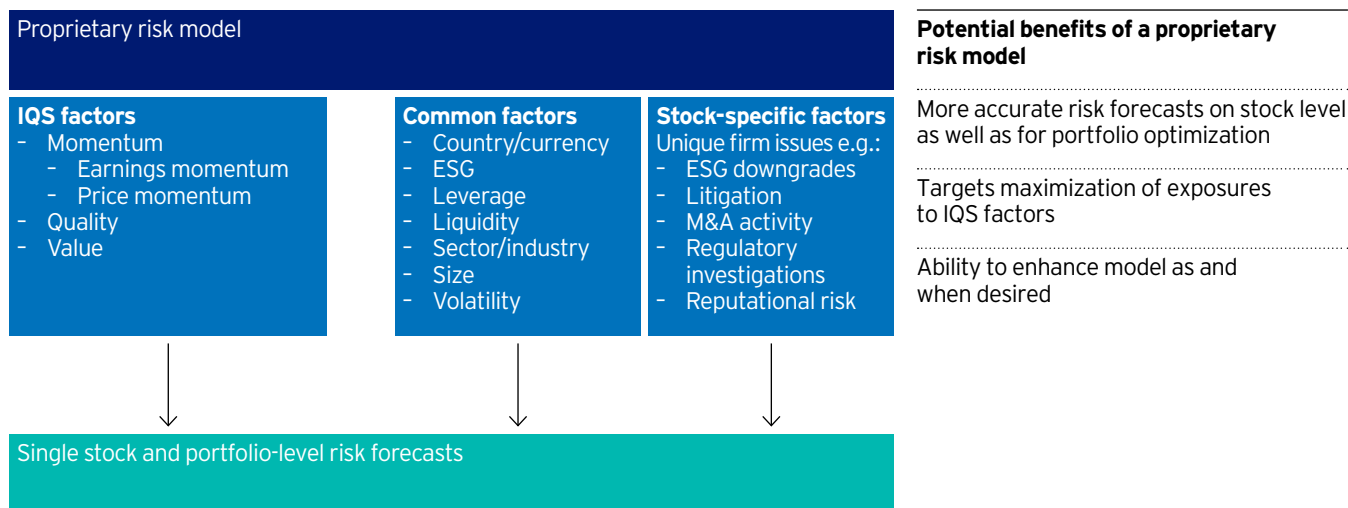 Proprietary risk model
IQS factors
- Momentum
- Earnings momentum
- Price momentum
- Quality
- Value
Common factors
- Country/currency
- ESG
- Leverage
- Liquidity
- Sector/industry
- Size
- Volatility
Stock-specific factors
Unique firm issues e.g.:
- ESG downgrades
- Litigation
- M&A activity
- Regulatory
investigations
- Reputational risk
Single stock and portfolio-level risk forecasts
Potential benefits of a proprietary
risk model
More accurate risk forecasts on stock level
as well as for portfolio optimization
Targets maximization of exposures
to IQS factors
Ability to enhance model as and
when desired